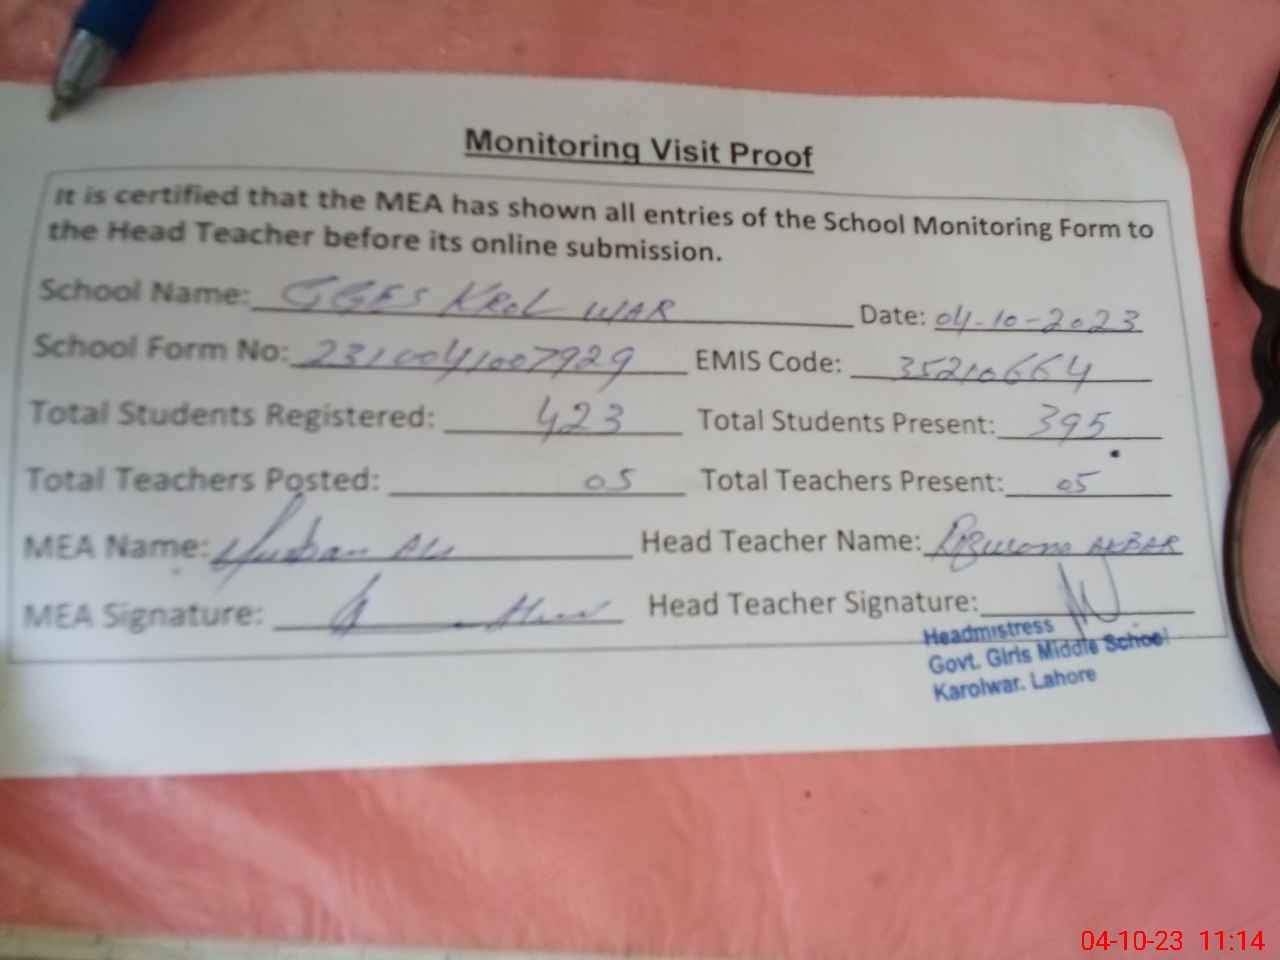 Monitoring Visit Proof
It is certified that the MEA has shown all entries of the School Monitoring Form to
the Head Teacher before its online submission.
School Name: GGES KROL WAR Date: 04-10-2023
School Form No: 2310041007929 EMIS Code: 35210664
Total Students Registered: 423 Total Students Present: 395
Total Teachers Posted: 05 Total Teachers Present: 05
MEA Name: Ali Head Teacher Name: AKBAR
MEA Signature: Head Teacher Signature:
Headmistress
Govt. Girls Middle School
Karolwar. Lahore
04-10-23 11:14